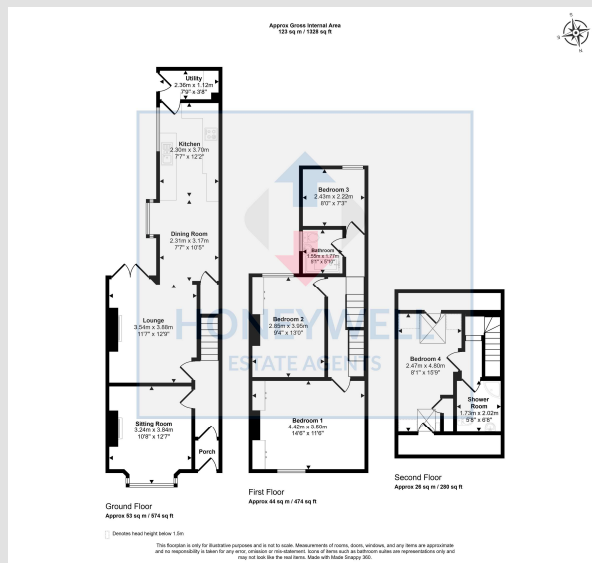 Approx Gross Internal Area
123 sq m / 1328 sq ft
N
E
S
Utility
2.36m x 1.12m
7'9" x 3'8"
Kitchen
2.30m x 3.70m
7'7" x 12'2"
Dining Room
2.31m x 3.17m
7'7" x 10'5"
Lounge
3.54m x 3.88m
11'7" x 12'9"
Sitting Room
3.24m x 3.84m
10'8" x 12'7"
Porch
Ground Floor
Approx 53 sq m / 574 sq ft
Bedroom 3
2.43m x 2.22m
8'0" x 7'3"
Bathroom
1.55m x 1.77m
5'1" x 5'10"
Bedroom 2
2.85m x 3.95m
9'4" x 13'0"
Bedroom 1
4.42m x 3.50m
14'6" x 11'6"
First Floor
Approx 44 sq m / 474 sq ft
Bedroom 4
2.47m x 4.80m
8'1" x 15'9"
Shower
Room
1.73m x 2.02m
5'8" x 6'8"
Second Floor
Approx 26 sq m / 280 sq ft
HONEYWELL
ESTATE AGENTS
Denotes head height below 1.5m
This floorplan is only for illustrative purposes and is not to scale. Measurements of rooms, doors, windows, and any items are approximate
and no responsibility is taken for any error, omission or mis-statement. Icons of items such as bathroom suites are representations only and
may not look like the real items. Made with Made Snappy 360.